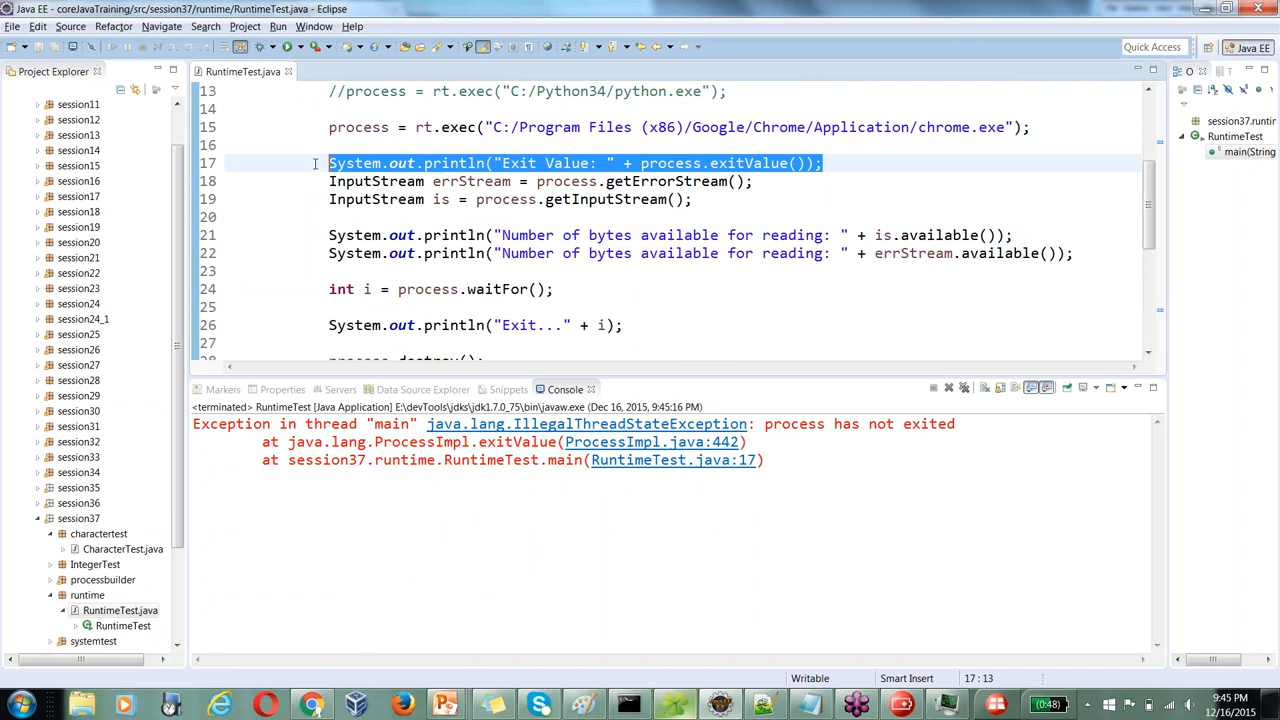 Java EE - coreJavaTraining/src/session37/runtime/RuntimeTest.java - Eclipse
File Edit Source Refactor Navigate Search Project Run Window Help
Quick Access
Java EE
Project Explorer
RuntimeTest.java
session11
session12
session13
session14
session15
session16
session17
session18
session19
session20
session21
session22
session23
session24
session24_1
session25
session26
session27
session28
session29
session30
session31
session32
session33
session34
session35
session36
session37
charactertest
CharacterTest.java
IntegerTest
processbuilder
runtime
RuntimeTest.java
RuntimeTest
systemtest
13 //process = rt.exec("C:/Python34/python.exe");
14
15 process = rt.exec("C:/Program Files (x86)/Google/Chrome/Application/chrome.exe");
16
17 System.out.println("Exit Value: " + process.exitValue());
18 InputStream errStream = process.getErrorStream();
19 InputStream is = process.getInputStream();
20
21 System.out.println("Number of bytes available for reading: " + is.available());
22 System.out.println("Number of bytes available for reading: " + errStream.available());
23
24 int i = process.waitFor();
25
26 System.out.println("Exit..." + i);
27
28 process.destroy();
O
T
session37.runtim
RuntimeTest
main(String
Markers Properties Servers Data Source Explorer Snippets Console
<terminated> RuntimeTest [Java Application] E:\devTools\jdks\jdk1.7.0_75\bin\javaw.exe (Dec 16, 2015, 9:45:16 PM)
Exception in thread "main" java.lang.IllegalThreadStateException: process has not exited
at java.lang.ProcessImpl.exitValue(ProcessImpl.java:442)
at session37.runtime.RuntimeTest.main(RuntimeTest.java:17)
Writable Smart Insert 17 : 13
(0:48)
9:45 PM
12/16/2015